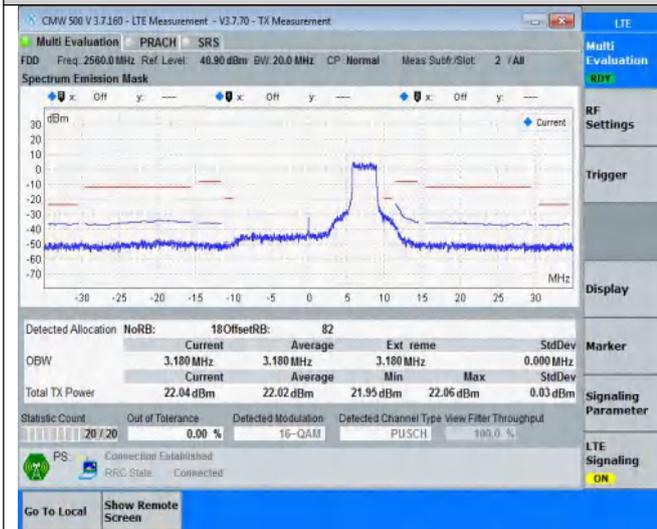 CMW 500 V 3.7.160 - LTE Measurement - V3.7.70 - TX Measurement
LTE
Multi Evaluation PRACH SRS
Multi
Evaluation
RDY
FDD Freq.: 2560.0 MHz Ref. Level: 40.90 dBm BW: 20.0 MHz CP: Normal Meas Subfr./Slot: 2 / All
Spectrum Emission Mask
x: Off y: --- x: Off y: --- x: Off y: ---
RF
Settings
dBm
Current
30
20
10
0
-10
-20
-30
-40
-50
-60
-70
Trigger
MHz
-30 -25 -20 -15 -10 -5 0 5 10 15 20 25 30
Display
Detected Allocation NoRB: 18 OffsetRB: 82
Current Average Extreme StdDev
OBW 3.180 MHz 3.180 MHz 3.180 MHz 0.000 MHz
Marker
Current Average Min Max StdDev
Total TX Power 22.04 dBm 22.02 dBm 21.95 dBm 22.06 dBm 0.03 dBm
Signaling
Parameter
Statistic Count Out of Tolerance Detected Modulation Detected Channel Type View Filter Throughput
20 / 20 0.00 % 16-QAM PUSCH 100.0 %
PS: Connection Established
RRC State: Connected
LTE
Signaling
ON
Go To Local
Show Remote
Screen